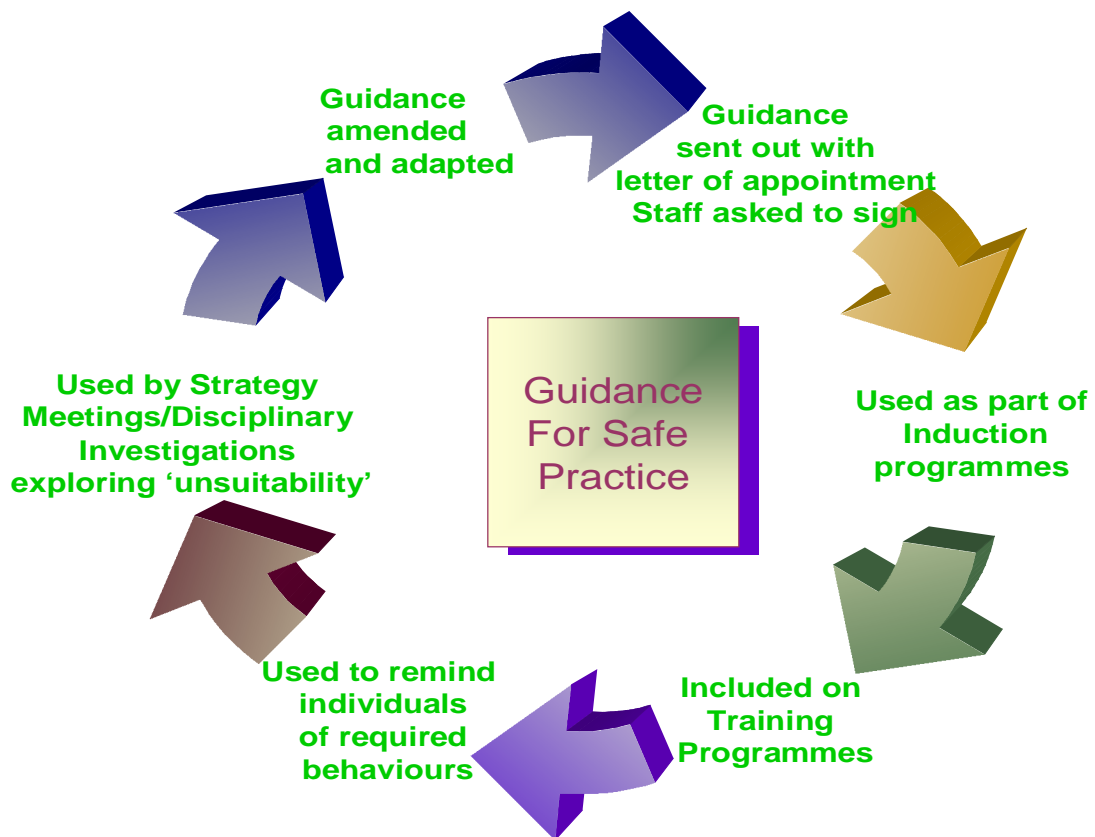 Guidance
amended
and adapted
Guidance
sent out with
letter of appointment
Staff asked to sign
Used as part of
Induction
programmes
Included on
Training
Programmes
Used to remind
individuals
of required
behaviours
Used by Strategy
Meetings/Disciplinary
Investigations
exploring ‘unsuitability’
Guidance
For Safe
Practice